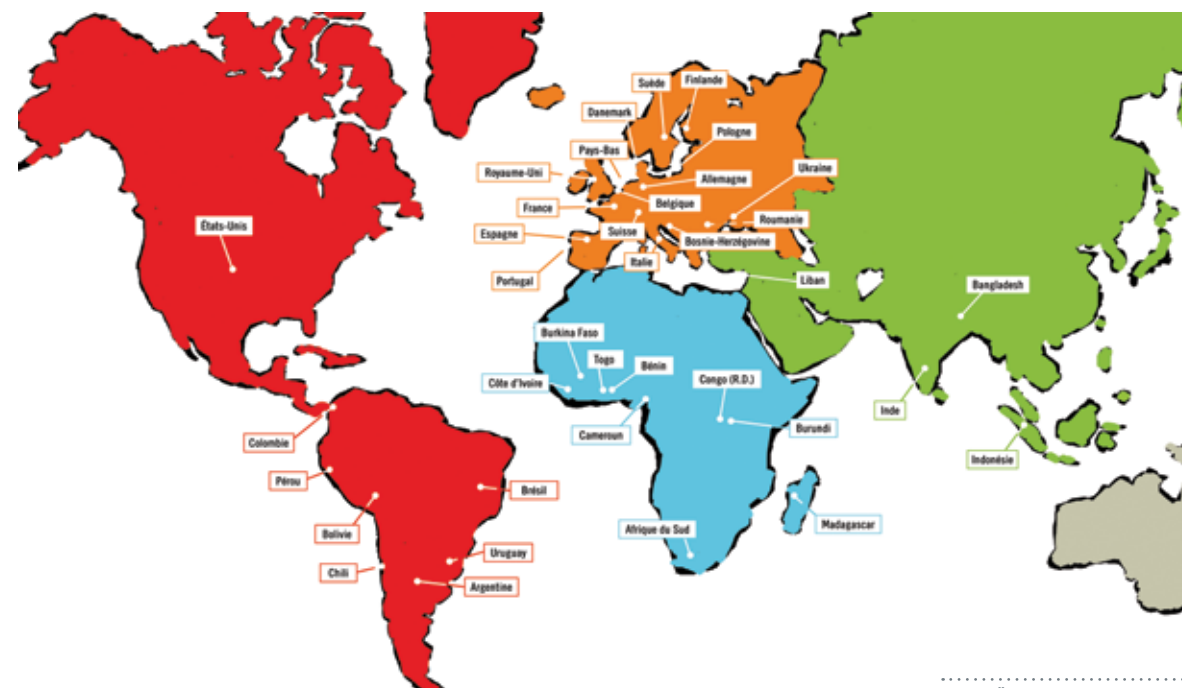 Suède
Finlande
Danemark
Pologne
Pays-Bas
Ukraine
Royaume-Uni
Allemagne
Belgique
France
Roumanie
États-Unis
Suisse
Espagne
Bosnie-Herzégovine
Italie
Portugal
Liban
Bangladesh
Burkina Faso
Togo
Bénin
Congo (R.D.)
Côte d'Ivoire
Inde
Burundi
Cameroun
Colombie
Indonésie
Pérou
Brésil
Madagascar
Afrique du Sud
Bolivie
Uruguay
Chili
Argentine